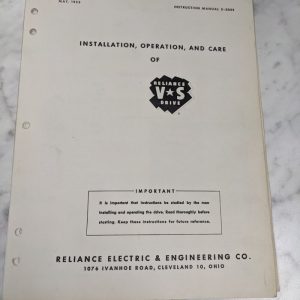 MAY, 1952
INSTRUCTION MANUAL
INSTALLATION, OPERATION, AND CARE
OF
RELIANCE
V★S
DRIVE
IMPORTANT
It is important that instructions be studied by the men
installing and operating the drive. Read thoroughly before
starting. Keep these instructions for future reference.
RELIANCE ELECTRIC & ENGINEERING CO.
1076 IVANHOE ROAD, CLEVELAND 10, OHIO